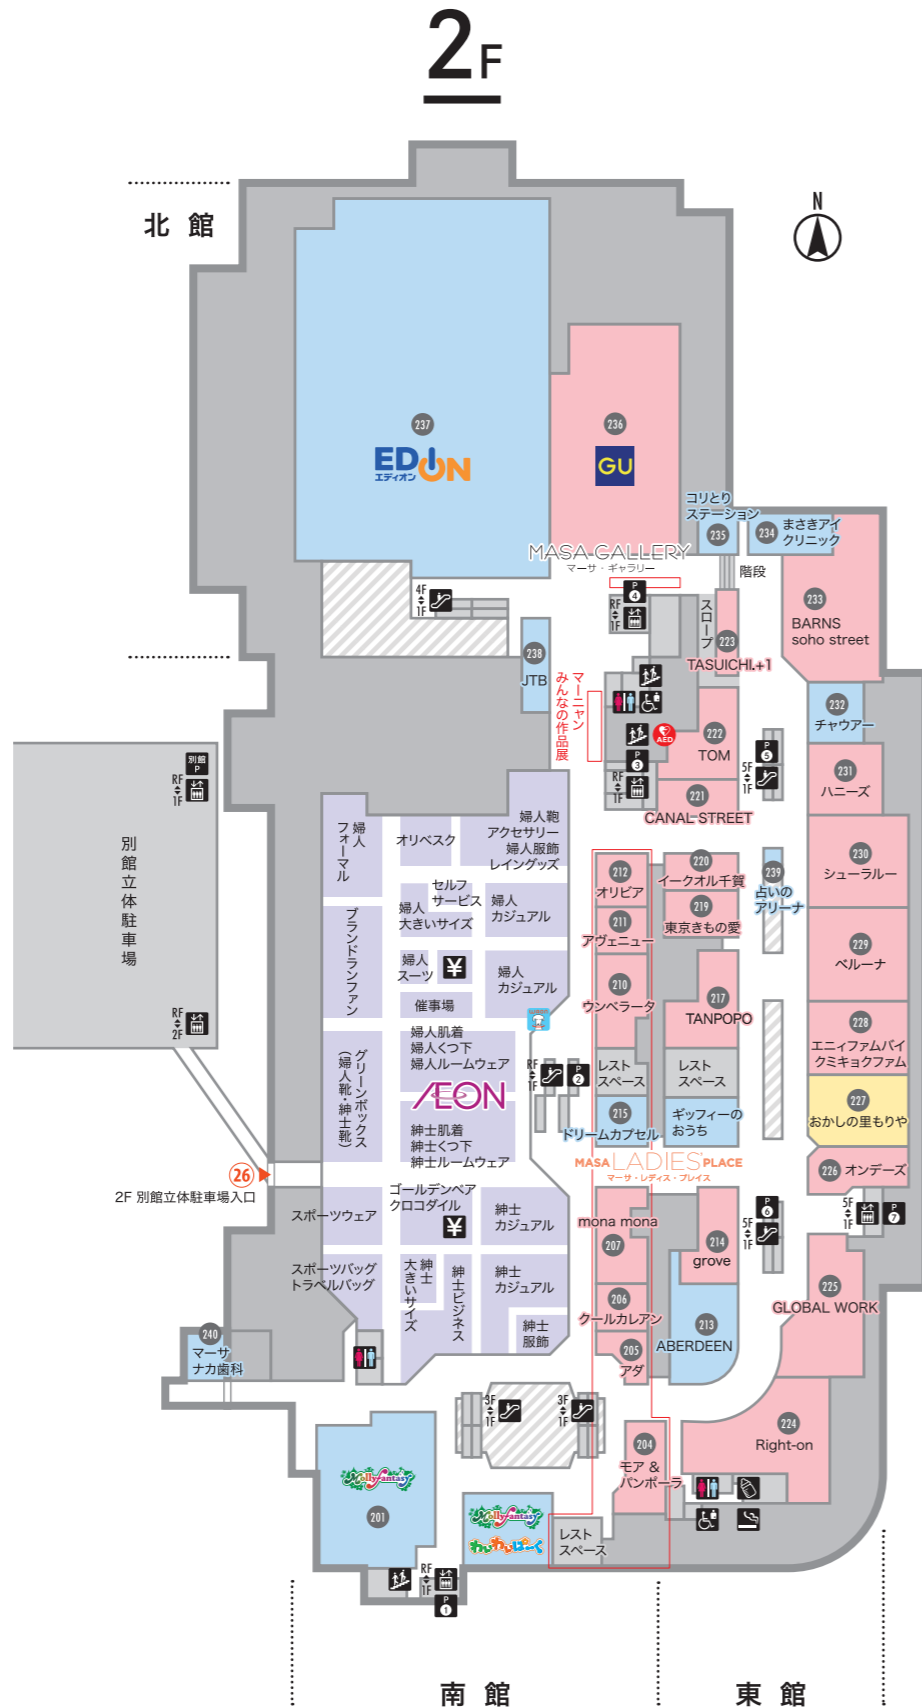 2F
北館
N
237
EDION
エディオン
236
GU
コリとり
ステーション
235
234
まさきアイ
クリニック
MASA GALLERY
マーサ・ギャラリー
階段
4F
1F
P
4
RF
1F
スロープ
223
TASUICHI.+1
233
BARNS
soho street
238
JTB
マーニャン
みんなの作品展
AED
P
3
RF
1F
222
TOM
232
チャウアー
P
5
5F
1F
231
ハニーズ
221
CANAL STREET
別館
P
RF
1F
別館立体駐車場
RF
2F
婦人
フォーマル
オリベスク
婦人鞄
アクセサリー
婦人服飾
レイングッズ
セルフ
サービス
婦人
大きいサイズ
婦人
カジュアル
ブランドランファン
婦人
スーツ
¥
婦人
カジュアル
催事場
212
オリビア
220
イークオル千賀
239
占いの
アリーナ
230
シューラルー
211
アヴェニュー
219
東京きもの愛
210
ウンベラータ
217
TANPOPO
229
ベルーナ
228
エニィファムバイ
クミキョクファム
グリーンボックス
(婦人靴・紳士靴)
婦人肌着
婦人くつ下
婦人ルームウェア
ÆON
紳士肌着
紳士くつ下
紳士ルームウェア
RF
1F
P
2
レスト
スペース
レスト
スペース
215
ドリームカプセル
ギッフィーの
おうち
227
おかしの里もりや
MASA LADIES' PLACE
マーサ・レディス・プレイス
226
オンデーズ
26
2F 別館立体駐車場入口
スポーツウェア
ゴールデンベア
クロコダイル
¥
紳士
カジュアル
mona mona
207
214
grove
P
6
5F
1F
5F
1F
P
7
スポーツバッグ
トラベルバッグ
紳士
大きいサイズ
紳士ビジネス
紳士
カジュアル
紳士
服飾
206
クールカレアン
205
アダ
213
ABERDEEN
225
GLOBAL WORK
240
マーサ
ナカ歯科
3F
1F
3F
1F
224
Right-on
204
モア &
バンポーラ
Mollyfantasy
201
Mollyfantasy
わいわいぱーく
レスト
スペース
RF
1F
P
1
南館
東館